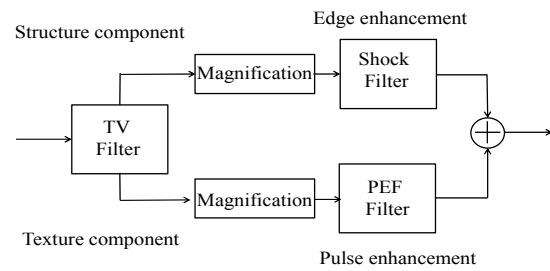 Edge enhancement
Structure component
Magnification
Shock
Filter
TV
Filter
Magnification
PEF
Filter
Texture component
Pulse enhancement